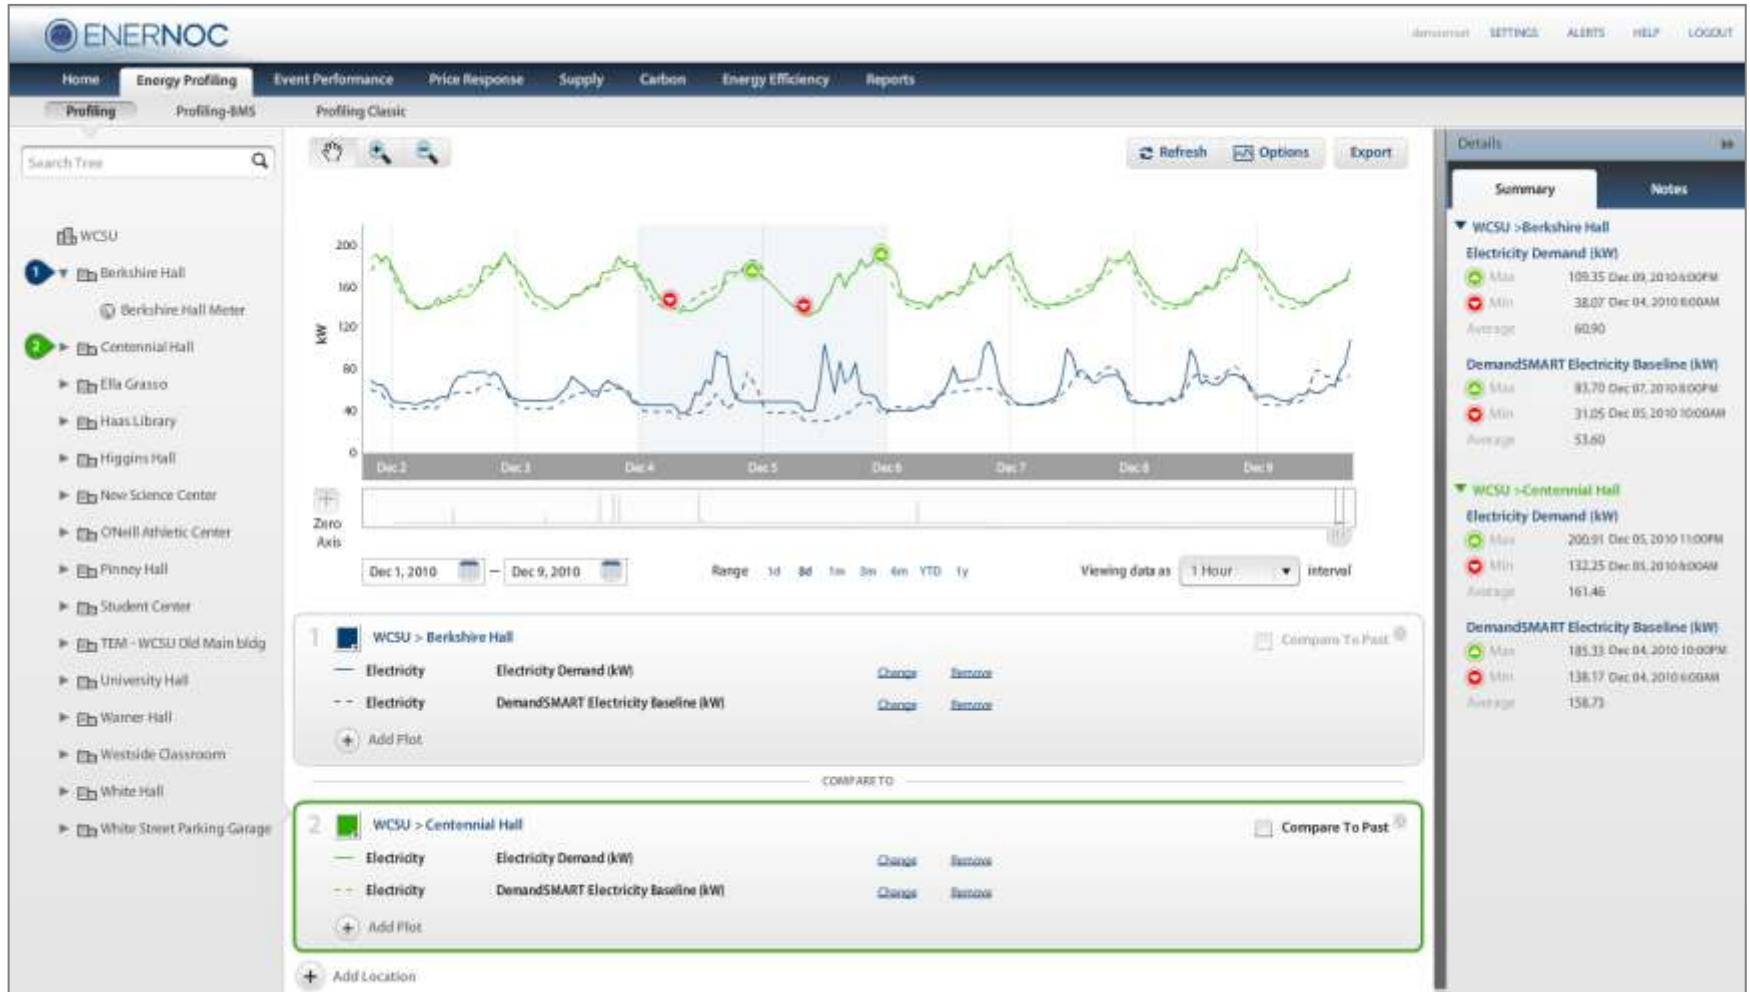 ENERNOC
SETTINGS ALERTS HELP LOGOUT
Home Energy Profiling Event Performance Price Response Supply Carbon Energy Efficiency Reports
Profiling Profiling-BMS Profiling Classic
Search Tree
WCSU
1 Berkshire Hall
Berkshire Hall Meter
2 Centennial Hall
Ella Grasso
Haas Library
Higgins Hall
New Science Center
ONeill Athletic Center
Pinney Hall
Student Center
TEM - WCSU Old Main bldg
University Hall
Warner Hall
Westside Classroom
White Hall
White Street Parking Garage
Refresh Options Export
kW
200
160
120
80
40
0
Dec 2 Dec 3 Dec 4 Dec 5 Dec 6 Dec 7 Dec 8 Dec 9
Zero
Axis
Dec 1, 2010 – Dec 9, 2010 Range 1d 8d 1m 3m 6m YTD 1y Viewing data as 1 Hour interval
1 WCSU > Berkshire Hall Compare To Past
Electricity Electricity Demand (kW) Change Remove
Electricity DemandSMART Electricity Baseline (kW) Change Remove
Add Plot
COMPARE TO
2 WCSU > Centennial Hall Compare To Past
Electricity Electricity Demand (kW) Change Remove
Electricity DemandSMART Electricity Baseline (kW) Change Remove
Add Plot
Add Location
Details
Summary Notes
WCSU >Berkshire Hall
Electricity Demand (kW)
Max 109.35 Dec 09, 2010 6:00PM
Min 38.07 Dec 04, 2010 8:00AM
Average 60.90
DemandSMART Electricity Baseline (kW)
Max 83.70 Dec 07, 2010 8:00PM
Min 31.05 Dec 05, 2010 10:00AM
Average 53.60
WCSU >Centennial Hall
Electricity Demand (kW)
Max 200.91 Dec 05, 2010 11:00PM
Min 132.25 Dec 05, 2010 8:00AM
Average 161.46
DemandSMART Electricity Baseline (kW)
Max 185.33 Dec 04, 2010 10:00PM
Min 138.17 Dec 04, 2010 6:00AM
Average 158.73